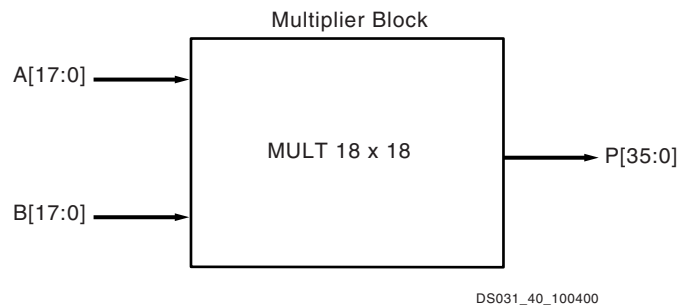 Multiplier Block
A[17:0]
MULT 18 x 18
P[35:0]
B[17:0]
DS031_40_100400